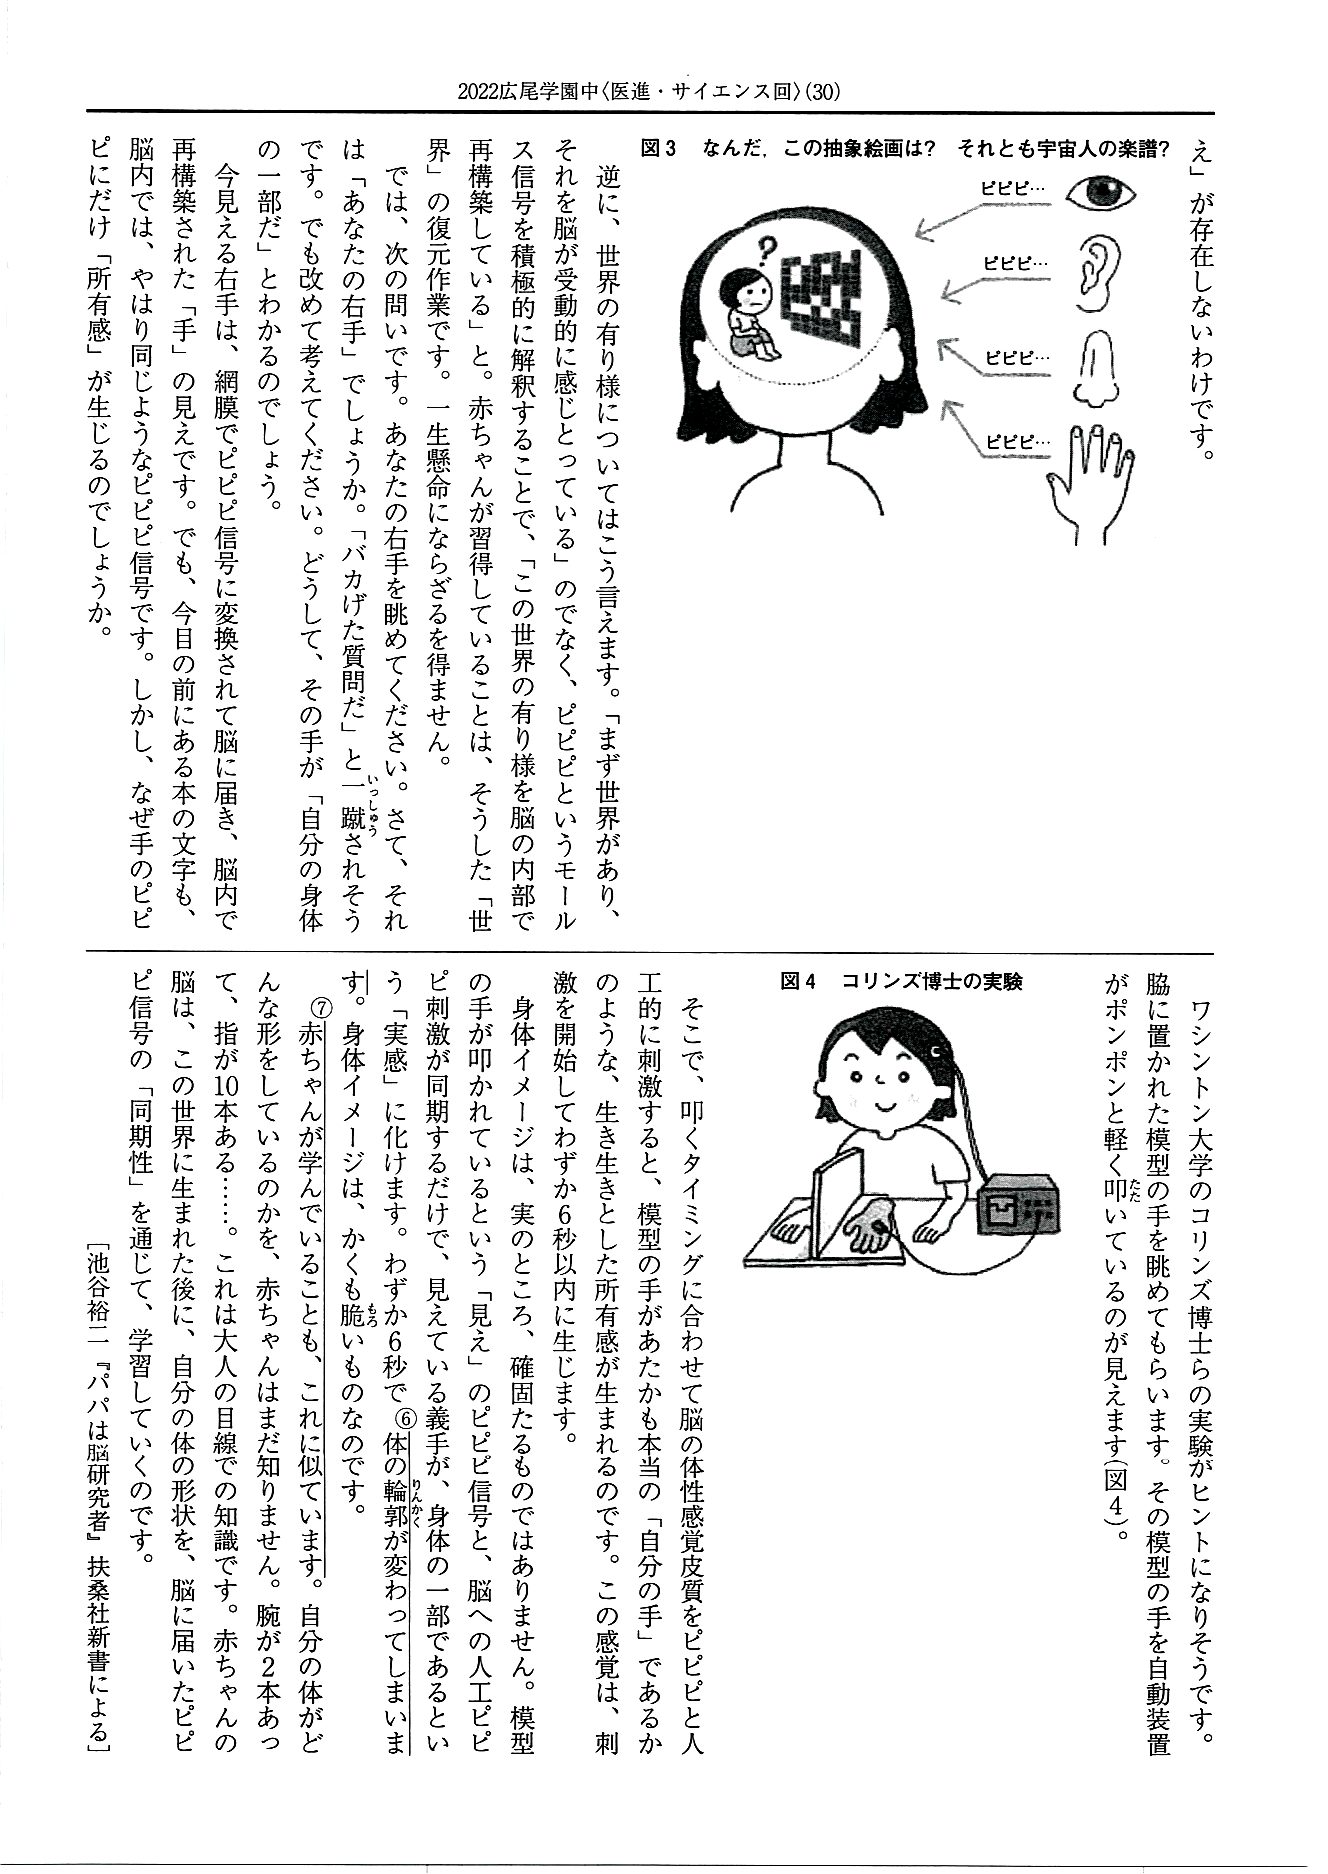 2022広尾学園中〈医進・サイエンス回〉(30)
え」が存在しないわけです。
図3　なんだ，この抽象絵画は？　それとも宇宙人の楽譜？
ピピピ…
ピピピ…
ピピピ…
ピピピ…
?
逆に、世界の有り様についてはこう言えます。「まず世界があり、
それを脳が受動的に感じとっている」のでなく、ピピピというモール
ス信号を積極的に解釈することで、「この世界の有り様を脳の内部で
再構築している」と。赤ちゃんが習得していることは、そうした「世
界」の復元作業です。一生懸命にならざるを得ません。
では、次の問いです。あなたの右手を眺めてください。さて、それ
は「あなたの右手」でしょうか。「バカげた質問だ」と一蹴いっしゅうされそう
です。でも改めて考えてください。どうして、その手が「自分の身体
の一部だ」とわかるのでしょう。
今見える右手は、網膜でピピピ信号に変換されて脳に届き、脳内で
再構築された「手」の見えです。でも、今目の前にある本の文字も、
脳内では、やはり同じようなピピピ信号です。しかし、なぜ手のピピ
ピにだけ「所有感」が生じるのでしょうか。
ワシントン大学のコリンズ博士らの実験がヒントになりそうです。
脇に置かれた模型の手を眺めてもらいます。その模型の手を自動装置
がポンポンと軽く叩たたいているのが見えます(図4)。
図4　コリンズ博士の実験
そこで、叩くタイミングに合わせて脳の体性感覚皮質をピピピと人
工的に刺激すると、模型の手があたかも本当の「自分の手」であるか
のような、生き生きとした所有感が生まれるのです。この感覚は、刺
激を開始してわずか6秒以内に生じます。
身体イメージは、実のところ、確固たるものではありません。模型
の手が叩かれているという「見え」のピピピ信号と、脳への人工ピピ
ピ刺激が同期するだけで、見えている義手が、身体の一部であるとい
う「実感」に化けます。わずか6秒で⑥体の輪郭りんかくが変わってしまいま
す。身体イメージは、かくも脆もろいものなのです。
⑦赤ちゃんが学んでいることも、これに似ています。自分の体がど
んな形をしているのかを、赤ちゃんはまだ知りません。腕が2本あっ
て、指が10本ある……。これは大人の目線での知識です。赤ちゃんの
脳は、この世界に生まれた後に、自分の体の形状を、脳に届いたピピ
ピ信号の「同期性」を通じて、学習していくのです。
［池谷裕二『パパは脳研究者』扶桑社新書による］